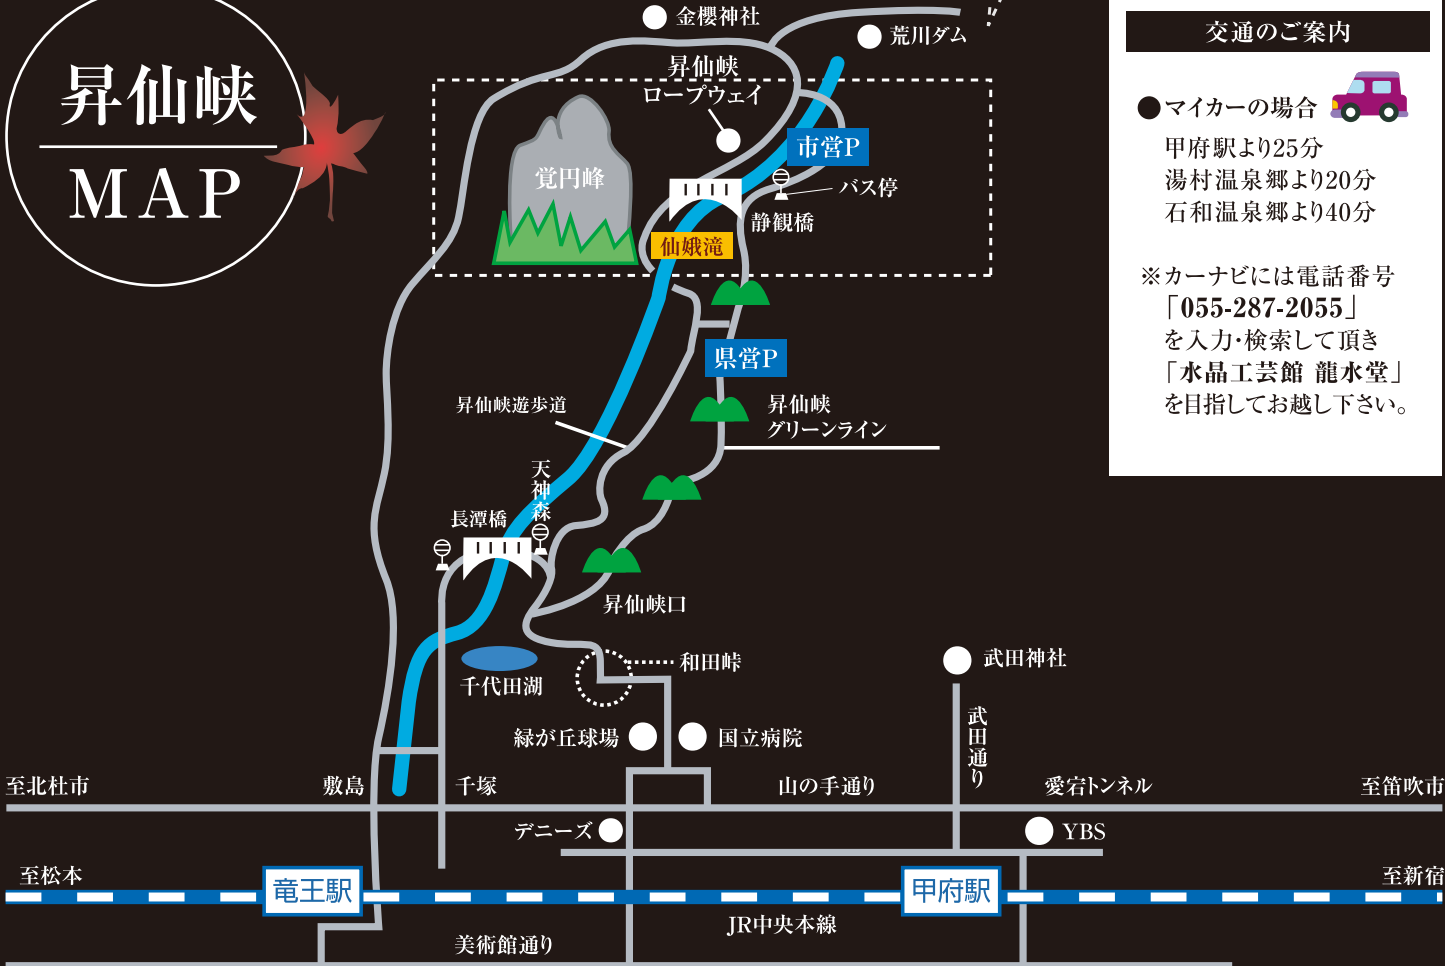 昇仙峡
MAP
金櫻神社
荒川ダム
昇仙峡
ロープウェイ
市営P
覚円峰
バス停
静観橋
仙娥滝
県営P
昇仙峡遊歩道
昇仙峡
グリーンライン
天神森
長潭橋
昇仙峡口
和田峠
千代田湖
武田神社
緑が丘球場
国立病院
武田通り
至北杜市
敷島
千塚
山の手通り
愛宕トンネル
至笛吹市
デニーズ
YBS
至松本
竜王駅
甲府駅
至新宿
JR中央本線
美術館通り
交通のご案内
●マイカーの場合
甲府駅より25分
湯村温泉郷より20分
石和温泉郷より40分
※カーナビには電話番号
「055-287-2055」
を入力・検索して頂き
「水晶工芸館 龍水堂」
を目指してお越し下さい。